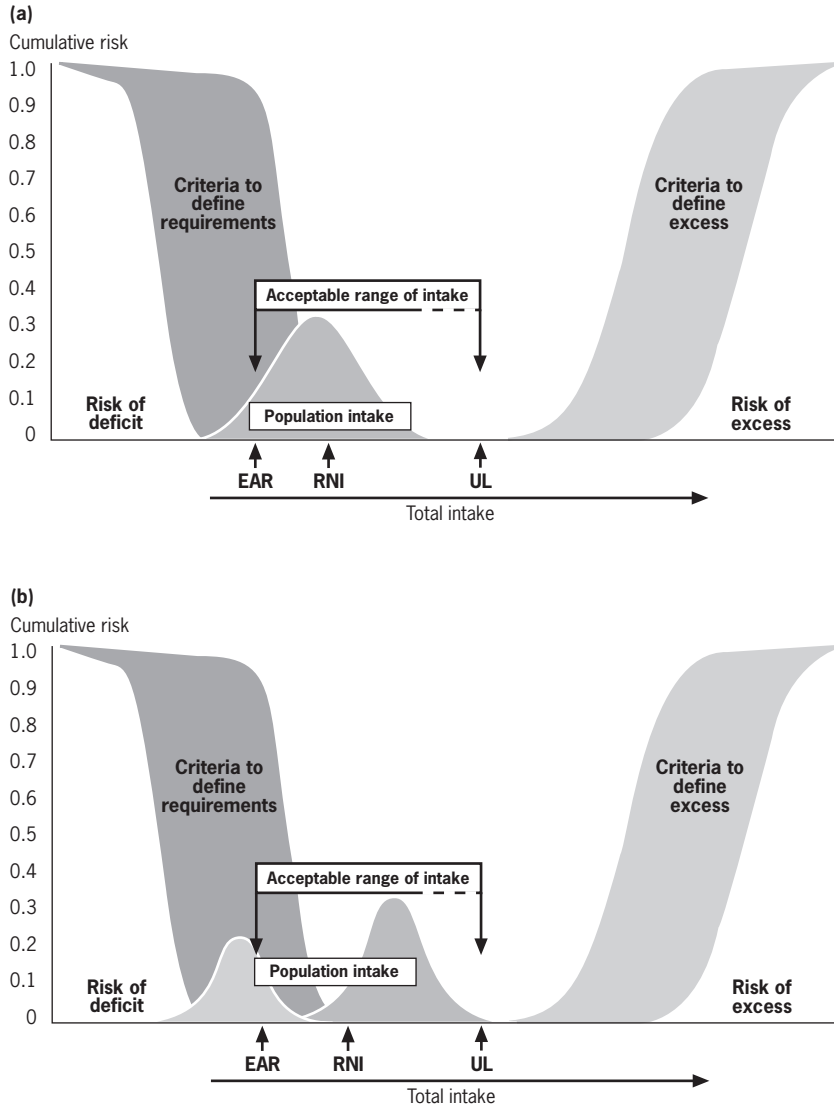 (a)
Cumulative risk
1.0
0.9
0.8
0.7
0.6
0.5
0.4
0.3
0.2
0.1
0
Criteria to
define
requirements
Criteria to
define
excess
Acceptable range of intake
Risk of
deficit
Population intake
Risk of
excess
EAR
RNI
UL
Total intake
(b)
Cumulative risk
1.0
0.9
0.8
0.7
0.6
0.5
0.4
0.3
0.2
0.1
0
Criteria to
define
requirements
Criteria to
define
excess
Acceptable range of intake
Population intake
Risk of
deficit
Risk of
excess
EAR
RNI
UL
Total intake